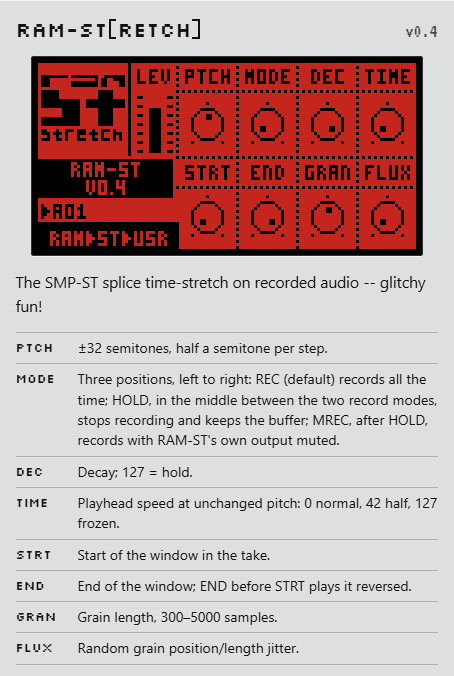 RAM-ST[RETCH]
v0.4
ram
st
stretch
LEV PTCH MODE DEC TIME
STRT END GRAN FLUX
RAM-ST
V0.4
▶A01
RAM▶ST▶USR
The SMP-ST splice time-stretch on recorded audio -- glitchy
fun!
PTCH ±32 semitones, half a semitone per step.
MODE Three positions, left to right: REC (default) records all the
time; HOLD, in the middle between the two record modes,
stops recording and keeps the buffer; MREC, after HOLD,
records with RAM-ST's own output muted.
DEC Decay; 127 = hold.
TIME Playhead speed at unchanged pitch: 0 normal, 42 half, 127
frozen.
STRT Start of the window in the take.
END End of the window; END before STRT plays it reversed.
GRAN Grain length, 300–5000 samples.
FLUX Random grain position/length jitter.